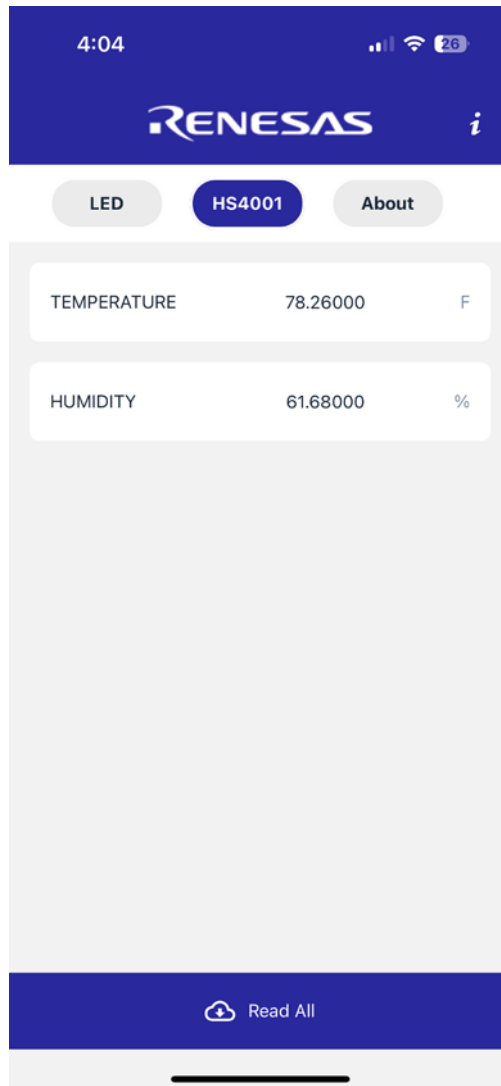 4:04 26
RENESAS i
LED HS4001 About
TEMPERATURE 78.26000 F
HUMIDITY 61.68000 %
Read All